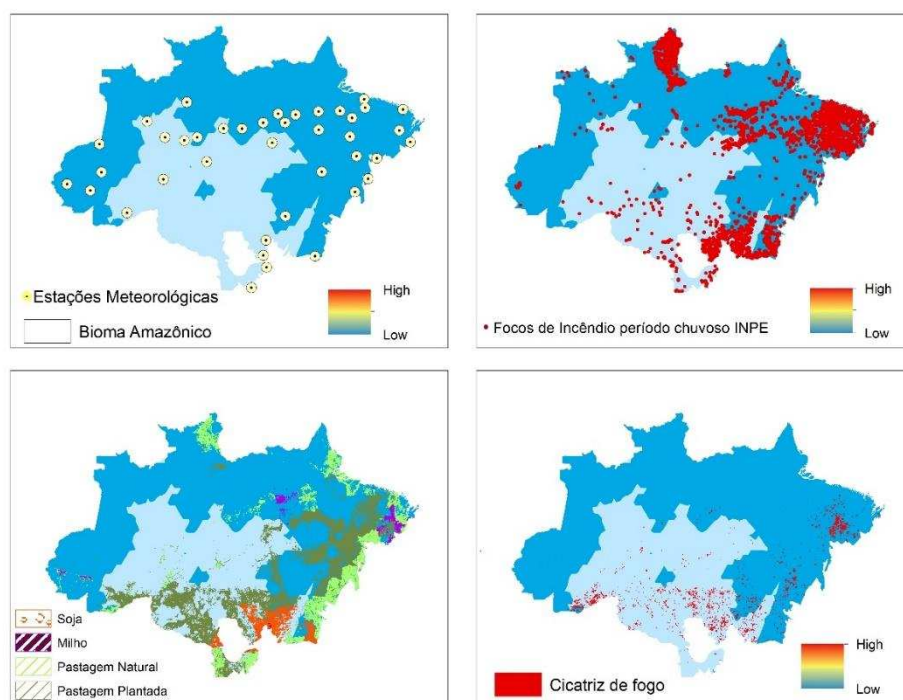 Estações Meteorológicas
Bioma Amazônico
High
Low
Focos de Incêndio período chuvoso INPE
High
Low
Soja
Milho
Pastagem Natural
Pastagem Plantada
Cicatriz de fogo
High
Low